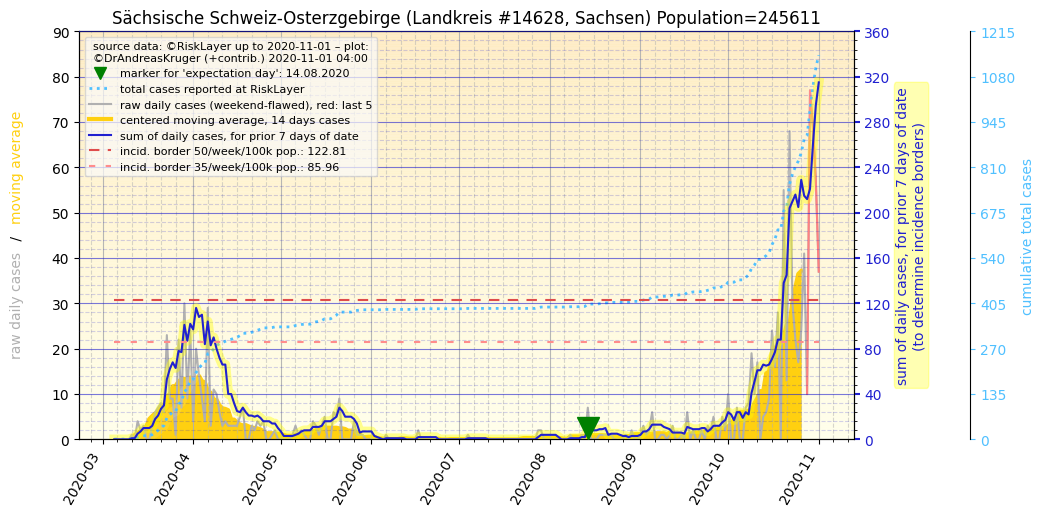 Sächsische Schweiz-Osterzgebirge (Landkreis #14628, Sachsen) Population=245611
source data: ©RiskLayer up to 2020-11-01 – plot:
©DrAndreasKruger (+contrib.) 2020-11-01 04:00
marker for 'expectation day': 14.08.2020
total cases reported at RiskLayer
raw daily cases (weekend-flawed), red: last 5
centered moving average, 14 days cases
sum of daily cases, for prior 7 days of date
incid. border 50/week/100k pop.: 122.81
incid. border 35/week/100k pop.: 85.96
raw daily cases / moving average
90
80
70
60
50
40
30
20
10
0
2020-03
2020-04
2020-05
2020-06
2020-07
2020-08
2020-09
2020-10
2020-11
360
320
280
240
200
160
120
80
40
0
sum of daily cases, for prior 7 days of date
(to determine incidence borders)
1215
1080
945
810
675
540
405
270
135
0
cumulative total cases